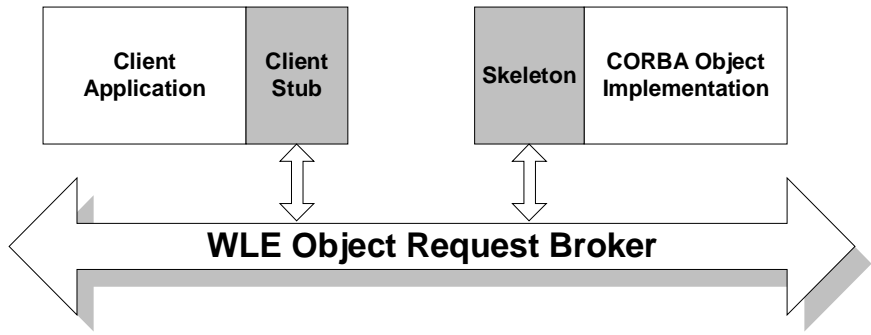 Client
Application
Client
Stub
Skeleton
CORBA Object
Implementation
WLE Object Request Broker